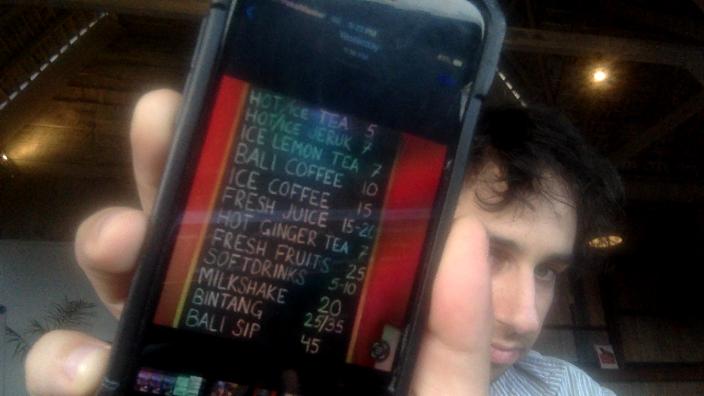 Yesterday
HOT/ICE TEA 5
HOT/ICE JERUK 7
ICE LEMON TEA 7
BALI COFFEE 10
ICE COFFEE 15
FRESH JUICE 15-20
HOT GINGER TEA 7
FRESH FRUITS 25
SOFTDRINKS 5-10
MILKSHAKE 20
BINTANG 25/35
BALI SIP 45